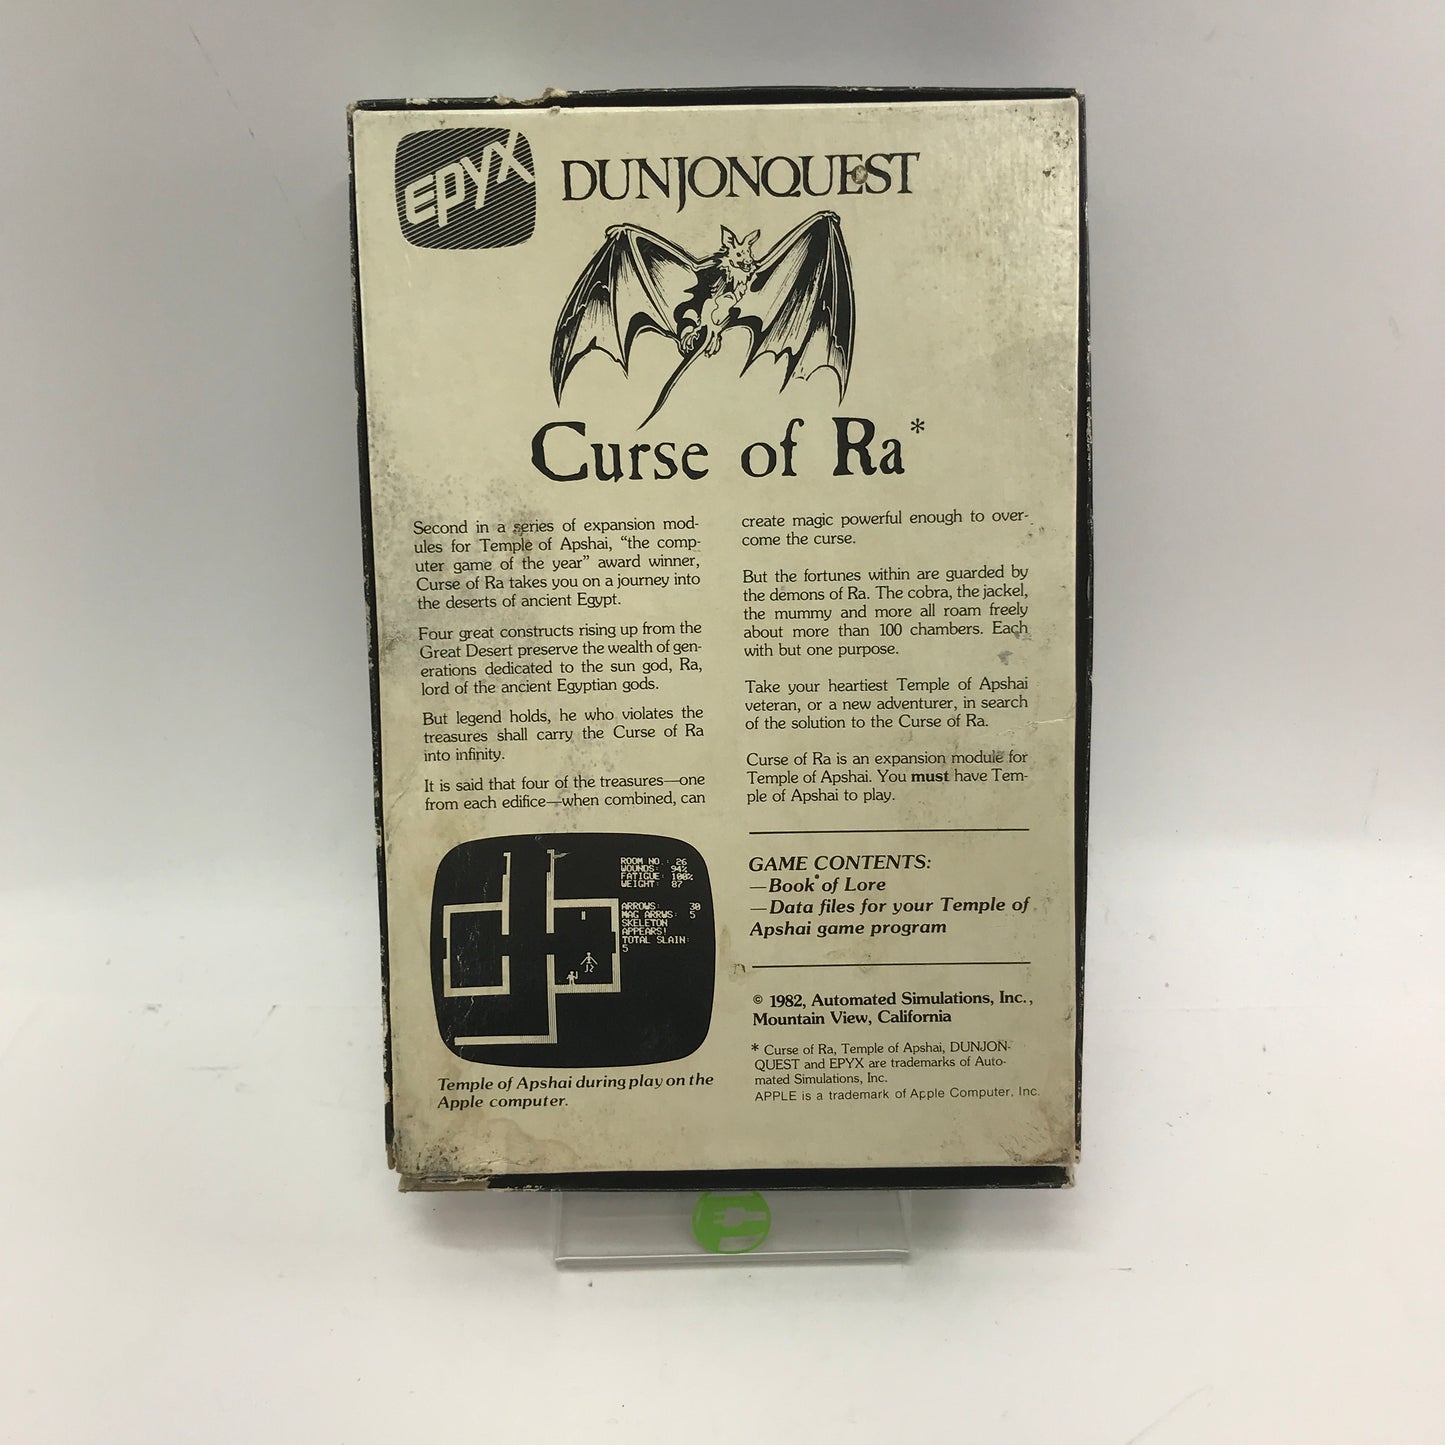 EPYX
DUNJONQUEST
Curse of Ra*
Second in a series of expansion mod-
ules for Temple of Apshai, "the comp-
uter game of the year" award winner,
Curse of Ra takes you on a journey into
the deserts of ancient Egypt.
Four great constructs rising up from the
Great Desert preserve the wealth of gen-
erations dedicated to the sun god, Ra,
lord of the ancient Egyptian gods.
But legend holds, he who violates the
treasures shall carry the Curse of Ra
into infinity.
It is said that four of the treasures—one
from each edifice—when combined, can
create magic powerful enough to over-
come the curse.
But the fortunes within are guarded by
the demons of Ra. The cobra, the jackel,
the mummy and more all roam freely
about more than 100 chambers. Each
with but one purpose.
Take your heartiest Temple of Apshai
veteran, or a new adventurer, in search
of the solution to the Curse of Ra.
Curse of Ra is an expansion module for
Temple of Apshai. You must have Tem-
ple of Apshai to play.
ROOM NO.: 26
WOUNDS: 94%
FATIGUE: 100%
WEIGHT: 87
ARROWS: 30
MAG ARRWS: 5
SKELETON
APPEARS!
TOTAL SLAIN:
5
Temple of Apshai during play on the
Apple computer.
GAME CONTENTS:
—Book of Lore
—Data files for your Temple of
Apshai game program
© 1982, Automated Simulations, Inc.,
Mountain View, California
* Curse of Ra, Temple of Apshai, DUNJON-
QUEST and EPYX are trademarks of Auto-
mated Simulations, Inc.
APPLE is a trademark of Apple Computer, Inc.